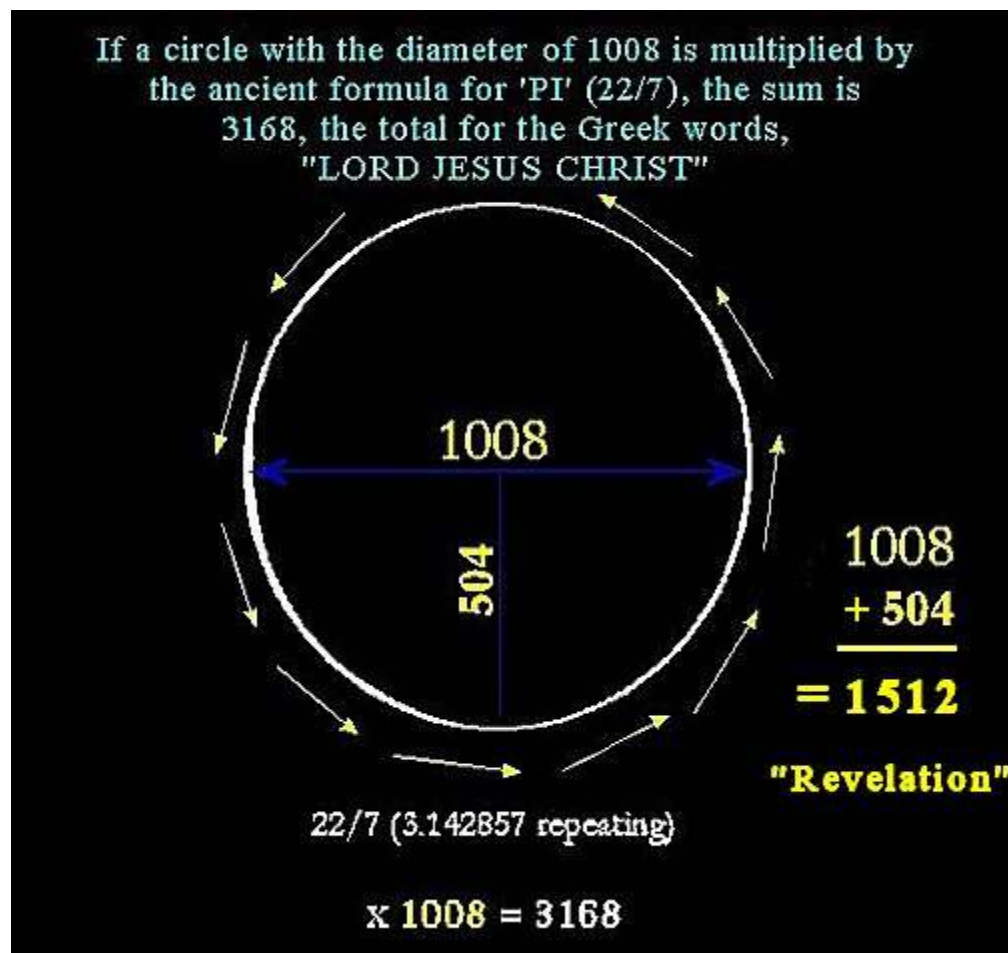 If a circle with the diameter of 1008 is multiplied by
the ancient formula for 'PI' (22/7), the sum is
3168, the total for the Greek words,
"LORD JESUS CHRIST"
1008
504
1008
+ 504
= 1512
"Revelation"
22/7 (3.142857 repeating)
x 1008 = 3168